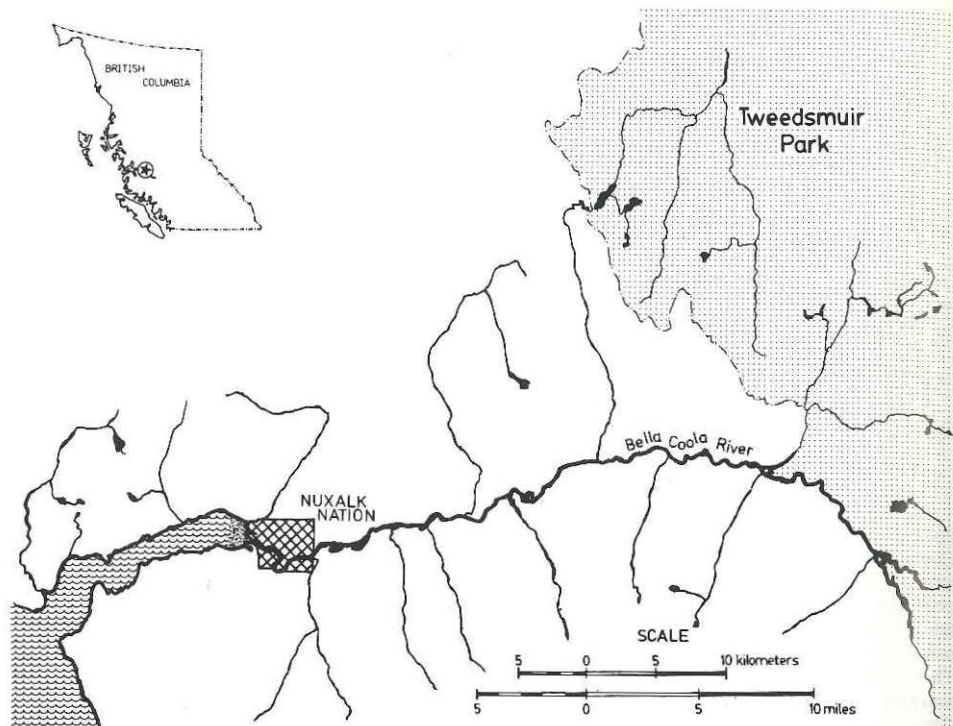 BRITISH
COLUMBIA
Tweedsmuir
Park
Bella Coola River
NUXALK
NATION
SCALE
5 0 5 10 kilometers
5 0 5 10 miles